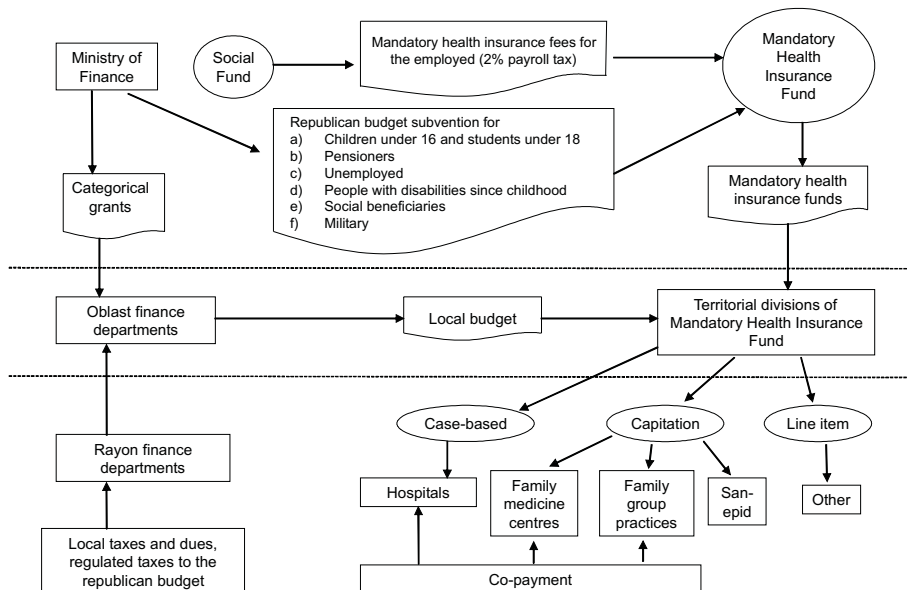 Ministry of
Finance
Social
Fund
Mandatory health insurance fees for
the employed (2% payroll tax)
Mandatory
Health
Insurance
Fund
Republican budget subvention for
a) Children under 16 and students under 18
b) Pensioners
c) Unemployed
d) People with disabilities since childhood
e) Social beneficiaries
f) Military
Categorical
grants
Mandatory health
insurance funds
Oblast finance
departments
Local budget
Territorial divisions of
Mandatory Health Insurance
Fund
Case-based
Capitation
Line item
Rayon finance
departments
Hospitals
Family
medicine
centres
Family
group
practices
San-
epid
Other
Local taxes and dues,
regulated taxes to the
republican budget
Co-payment